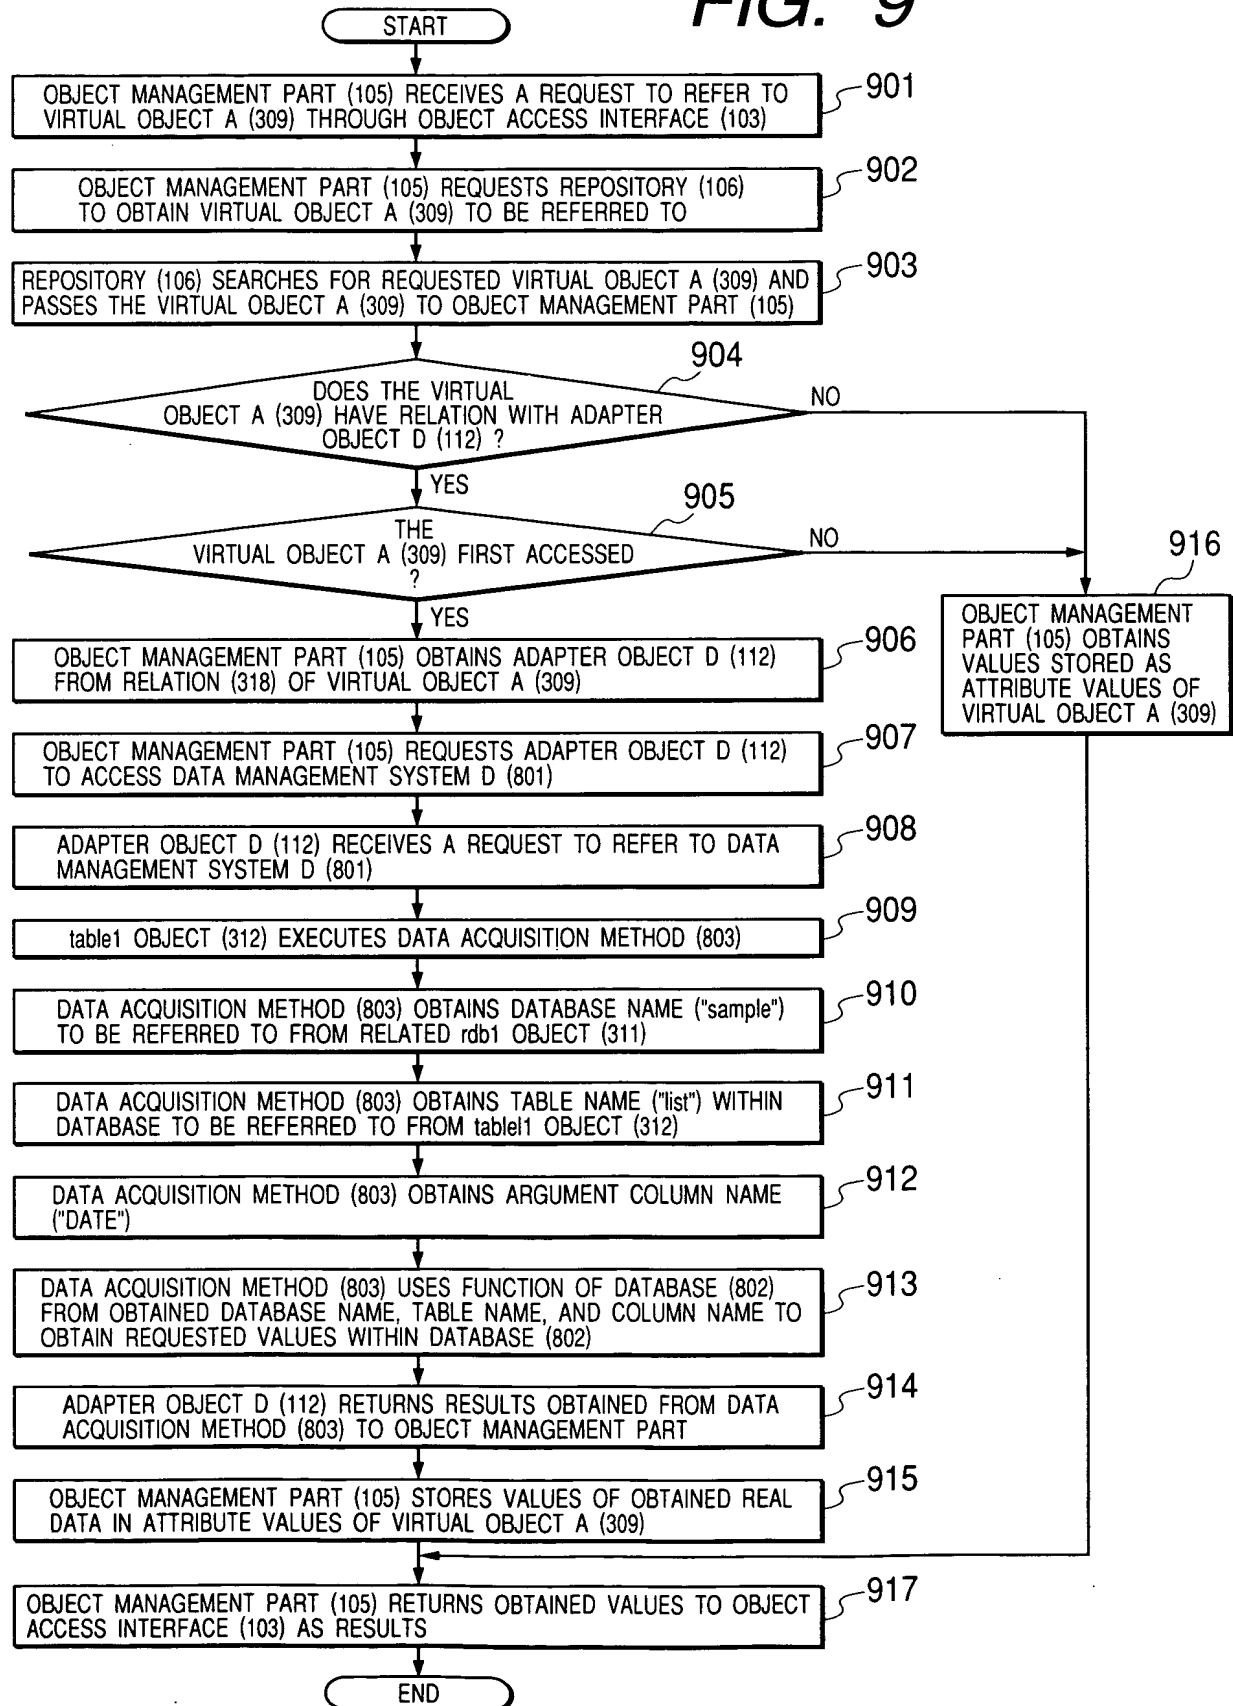 FIG. 9
START
OBJECT MANAGEMENT PART (105) RECEIVES A REQUEST TO REFER TO
VIRTUAL OBJECT A (309) THROUGH OBJECT ACCESS INTERFACE (103)
901
OBJECT MANAGEMENT PART (105) REQUESTS REPOSITORY (106)
TO OBTAIN VIRTUAL OBJECT A (309) TO BE REFERRED TO
902
REPOSITORY (106) SEARCHES FOR REQUESTED VIRTUAL OBJECT A (309) AND
PASSES THE VIRTUAL OBJECT A (309) TO OBJECT MANAGEMENT PART (105)
903
904
DOES THE VIRTUAL
OBJECT A (309) HAVE RELATION WITH ADAPTER
OBJECT D (112) ?
NO
YES
905
THE
VIRTUAL OBJECT A (309) FIRST ACCESSED
?
NO
YES
916
OBJECT MANAGEMENT
PART (105) OBTAINS
VALUES STORED AS
ATTRIBUTE VALUES OF
VIRTUAL OBJECT A (309)
OBJECT MANAGEMENT PART (105) OBTAINS ADAPTER OBJECT D (112)
FROM RELATION (318) OF VIRTUAL OBJECT A (309)
906
OBJECT MANAGEMENT PART (105) REQUESTS ADAPTER OBJECT D (112)
TO ACCESS DATA MANAGEMENT SYSTEM D (801)
907
ADAPTER OBJECT D (112) RECEIVES A REQUEST TO REFER TO DATA
MANAGEMENT SYSTEM D (801)
908
table1 OBJECT (312) EXECUTES DATA ACQUISITION METHOD (803)
909
DATA ACQUISITION METHOD (803) OBTAINS DATABASE NAME ("sample")
TO BE REFERRED TO FROM RELATED rdb1 OBJECT (311)
910
DATA ACQUISITION METHOD (803) OBTAINS TABLE NAME ("list") WITHIN
DATABASE TO BE REFERRED TO FROM tablel1 OBJECT (312)
911
DATA ACQUISITION METHOD (803) OBTAINS ARGUMENT COLUMN NAME
("DATE")
912
DATA ACQUISITION METHOD (803) USES FUNCTION OF DATABASE (802)
FROM OBTAINED DATABASE NAME, TABLE NAME, AND COLUMN NAME TO
OBTAIN REQUESTED VALUES WITHIN DATABASE (802)
913
ADAPTER OBJECT D (112) RETURNS RESULTS OBTAINED FROM DATA
ACQUISITION METHOD (803) TO OBJECT MANAGEMENT PART
914
OBJECT MANAGEMENT PART (105) STORES VALUES OF OBTAINED REAL
DATA IN ATTRIBUTE VALUES OF VIRTUAL OBJECT A (309)
915
OBJECT MANAGEMENT PART (105) RETURNS OBTAINED VALUES TO OBJECT
ACCESS INTERFACE (103) AS RESULTS
917
END